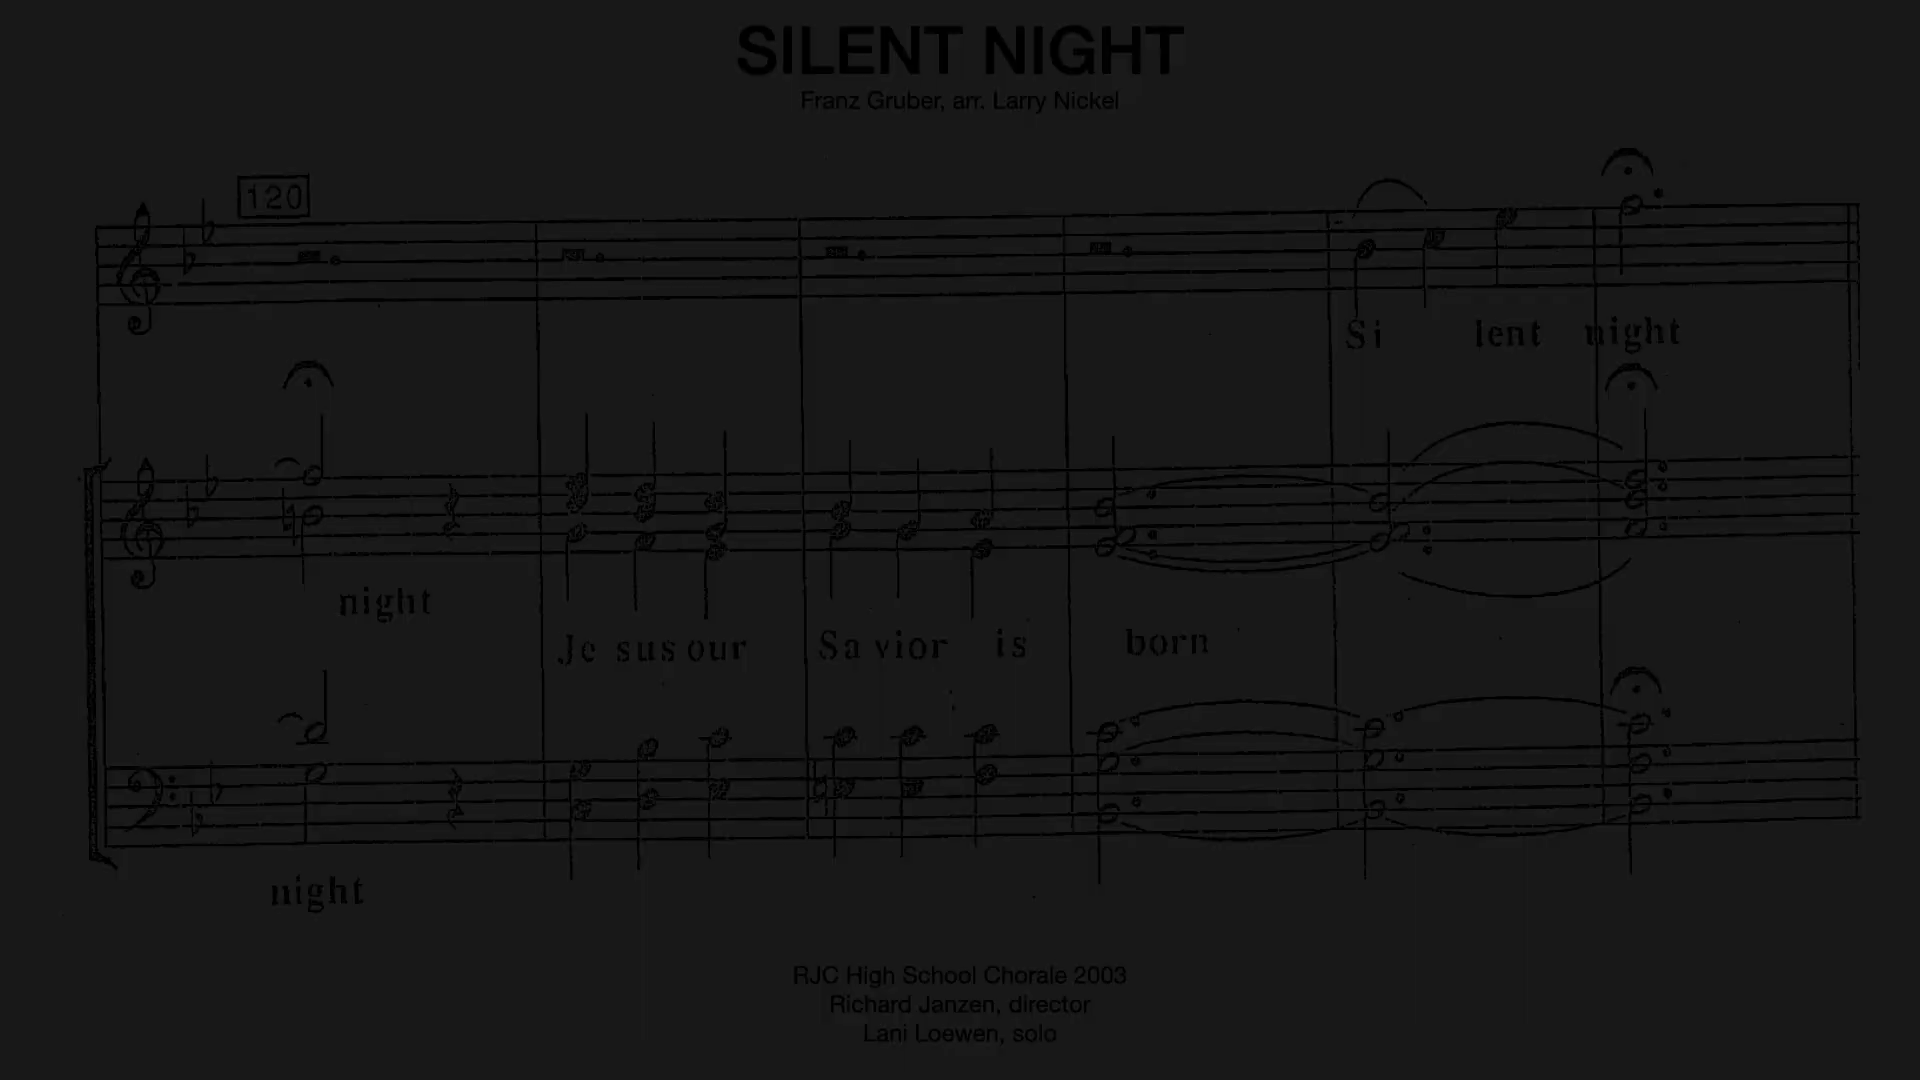 SILENT NIGHT
Franz Gruber, arr. Larry Nickel
120
Si lent night
night
Je sus our Sa vior is born
night
RJC High School Chorale 2003
Richard Janzen, director
Lani Loewen, solo